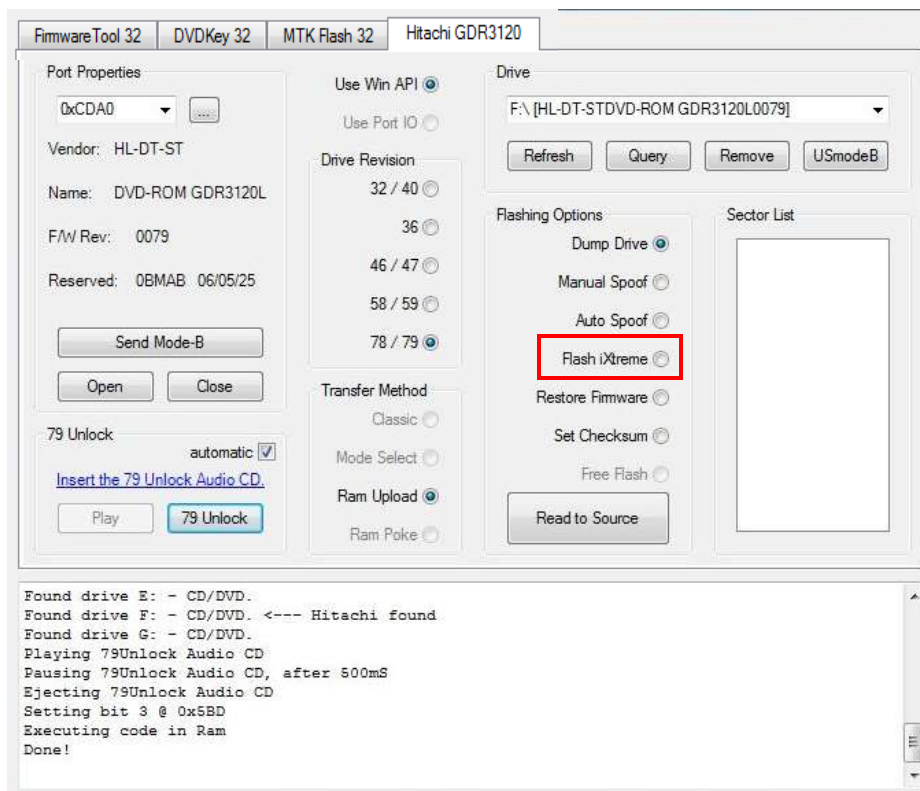 FirmwareTool 32 DVDKey 32 MTK Flash 32 Hitachi GDR3120
Port Properties
0xCDA0 ...
Vendor: HL-DT-ST
Name: DVD-ROM GDR3120L
F/W Rev: 0079
Reserved: 0BMAB 06/05/25
Send Mode-B
Open Close
79 Unlock
automatic
Insert the 79 Unlock Audio CD.
Play 79 Unlock
Use Win API
Use Port IO
Drive Revision
32 / 40
36
46 / 47
58 / 59
78 / 79
Transfer Method
Classic
Mode Select
Ram Upload
Ram Poke
Drive
F:\ [HL-DT-STDVD-ROM GDR3120L0079]
Refresh Query Remove USmodeB
Flashing Options
Dump Drive
Manual Spoof
Auto Spoof
Flash iXtreme
Restore Firmware
Set Checksum
Free Flash
Read to Source
Sector List
Found drive E: - CD/DVD.
Found drive F: - CD/DVD. <--- Hitachi found
Found drive G: - CD/DVD.
Playing 79Unlock Audio CD
Pausing 79Unlock Audio CD, after 500mS
Ejecting 79Unlock Audio CD
Setting bit 3 @ 0x5BD
Executing code in Ram
Done!